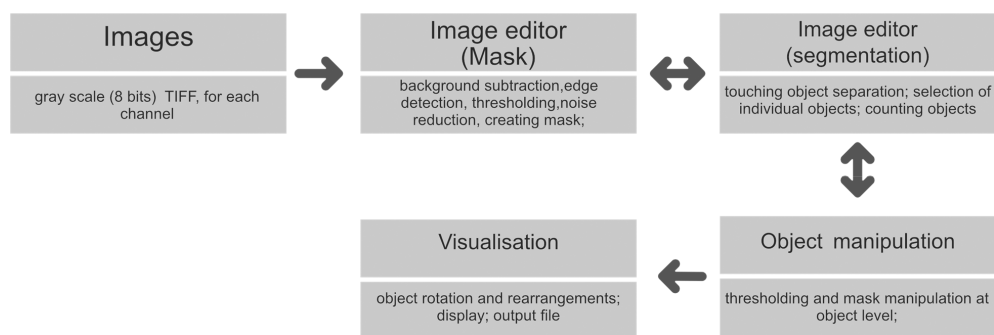 Images
gray scale (8 bits)  TIFF, for each
channel
Image editor
(Mask)
background subtraction,edge
detection, thresholding,noise
reduction, creating mask;
Image editor
(segmentation)
touching object separation; selection of
individual objects; counting objects
Object  manipulation
thresholding and mask manipulation at
object level;
Visualisation
object rotation and rearrangements;
display; output file